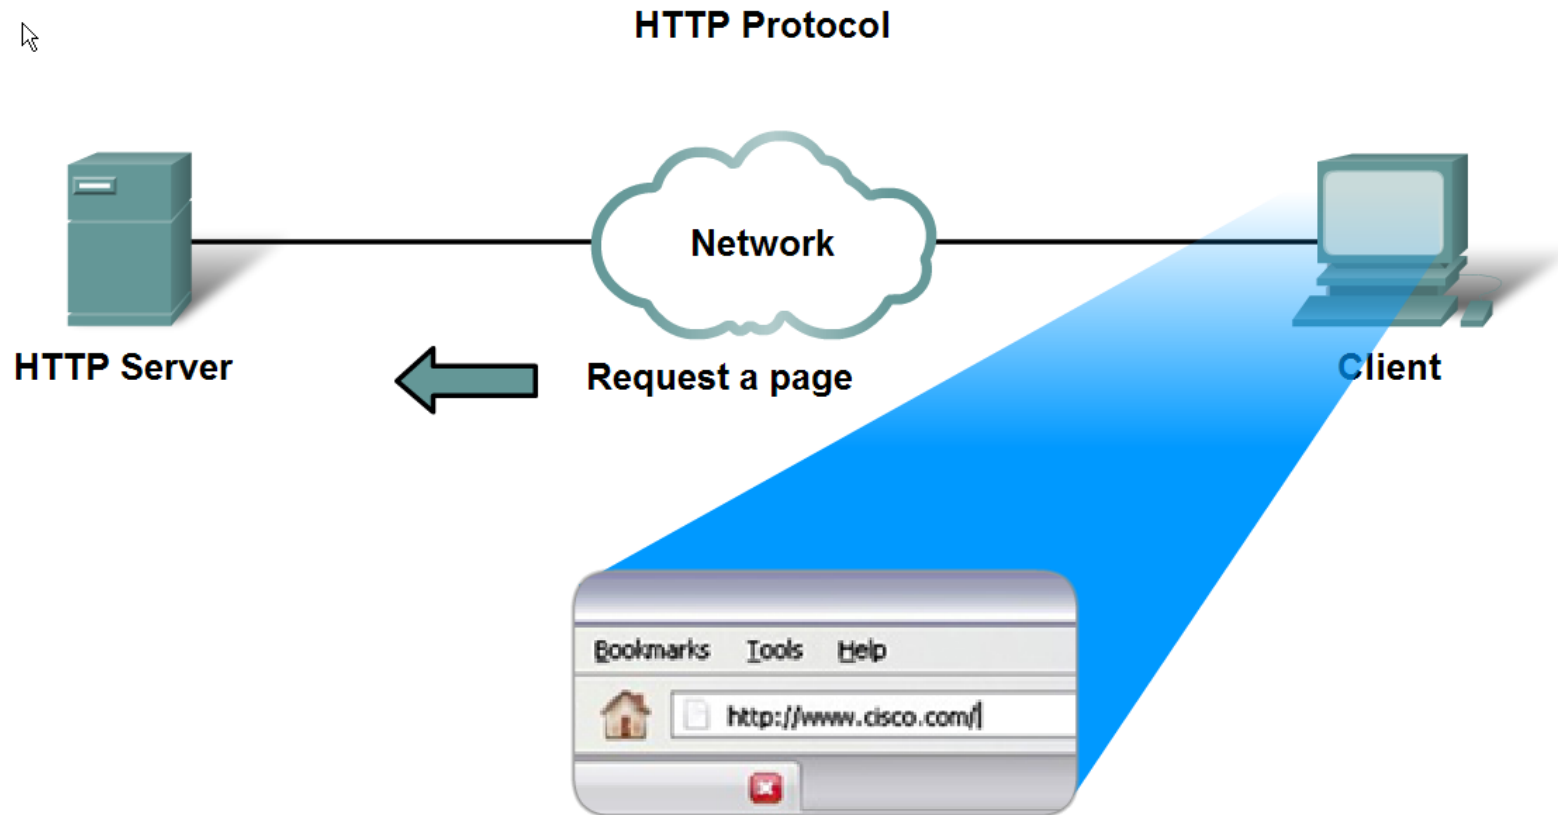 HTTP Protocol
Network
HTTP Server
Request a page
Client
Bookmarks Tools Help
http://www.cisco.com/